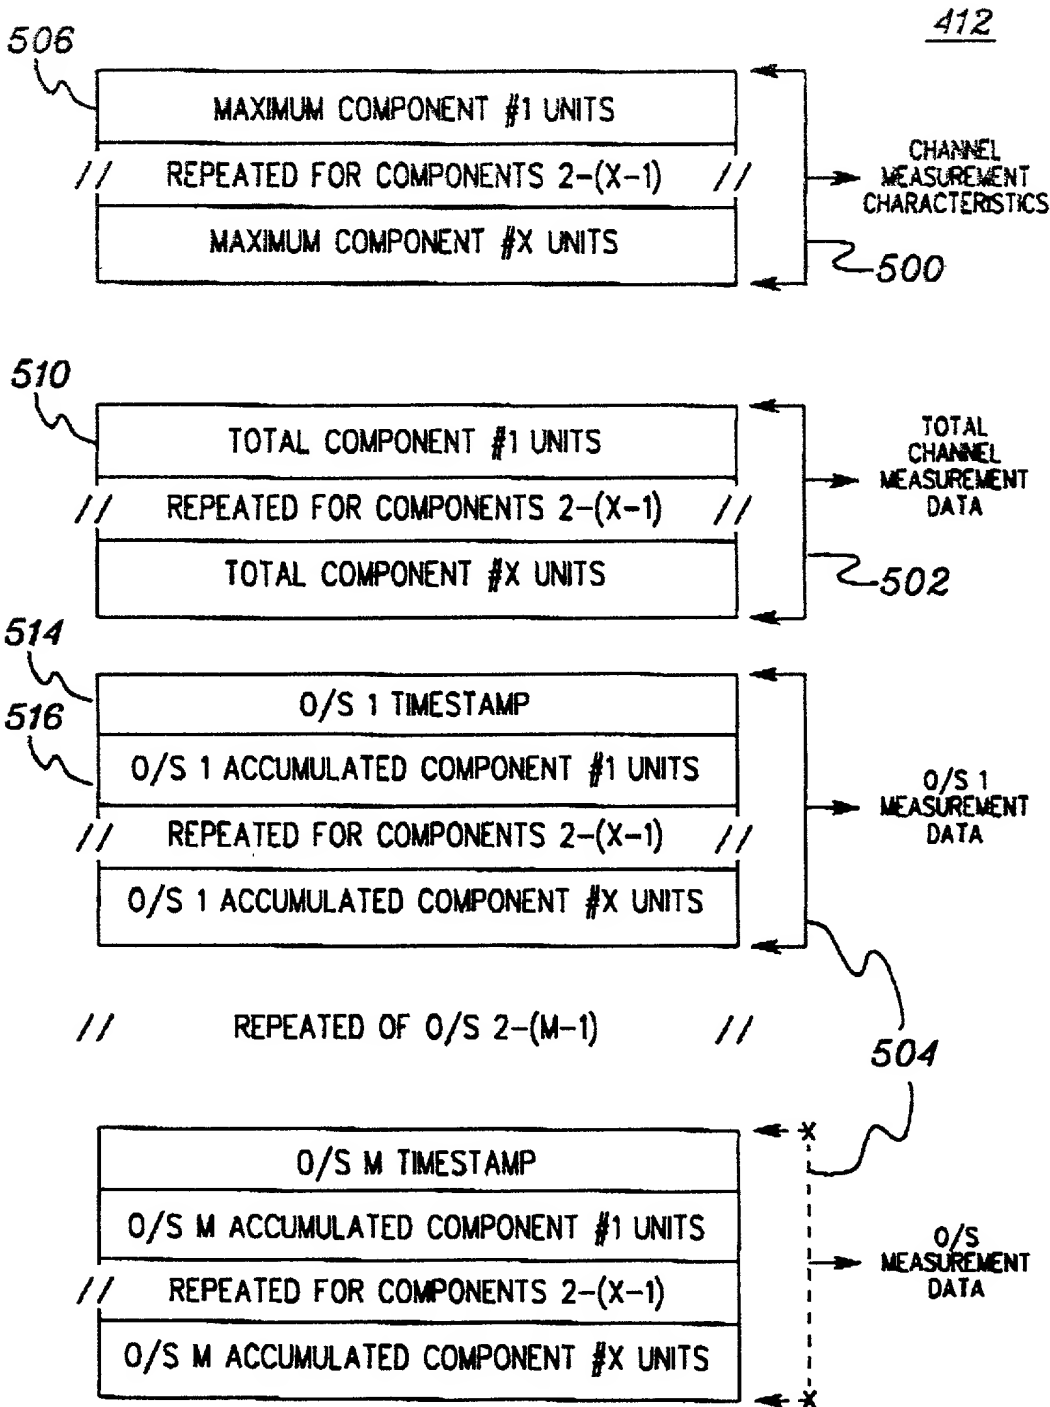 412
506
MAXIMUM COMPONENT #1 UNITS
// REPEATED FOR COMPONENTS 2-(X-1) //
MAXIMUM COMPONENT #X UNITS
CHANNEL
MEASUREMENT
CHARACTERISTICS
500
510
TOTAL COMPONENT #1 UNITS
// REPEATED FOR COMPONENTS 2-(X-1) //
TOTAL COMPONENT #X UNITS
TOTAL
CHANNEL
MEASUREMENT
DATA
502
514
O/S 1 TIMESTAMP
516
O/S 1 ACCUMULATED COMPONENT #1 UNITS
// REPEATED FOR COMPONENTS 2-(X-1) //
O/S 1 ACCUMULATED COMPONENT #X UNITS
O/S 1
MEASUREMENT
DATA
// REPEATED OF O/S 2-(M-1) //
504
O/S M TIMESTAMP
O/S M ACCUMULATED COMPONENT #1 UNITS
// REPEATED FOR COMPONENTS 2-(X-1)
O/S M ACCUMULATED COMPONENT #X UNITS
O/S
MEASUREMENT
DATA